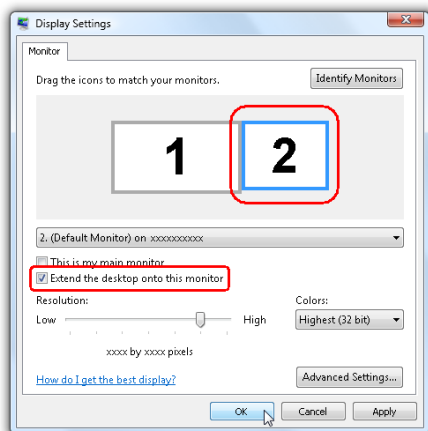 Display Settings
Monitor
Drag the icons to match your monitors.
Identify Monitors
1
2
2. (Default Monitor) on xxxxxxxxxx
This is my main monitor
Extend the desktop onto this monitor
Resolution:
Colors:
Low
High
Highest (32 bit)
xxxx by xxxx pixels
How do I get the best display?
Advanced Settings...
OK
Cancel
Apply